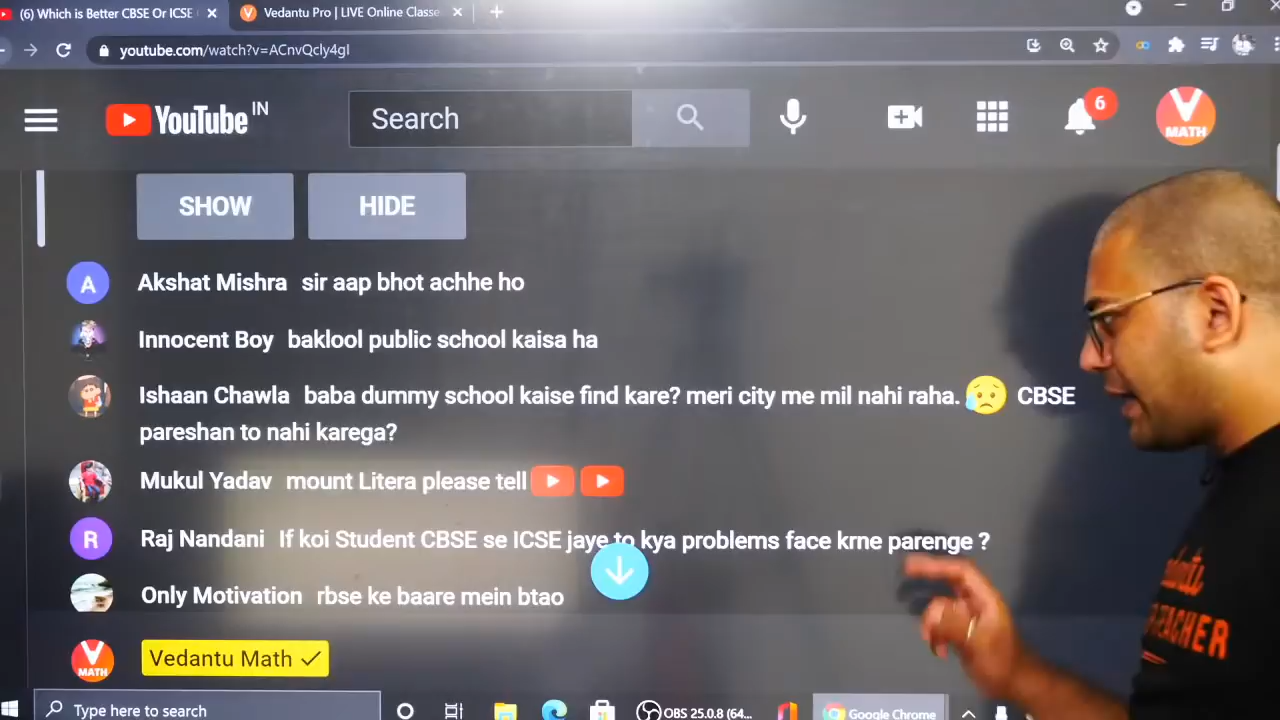 (6) Which is Better CBSE Or ICSE
Vedantu Pro | LIVE Online Classe
youtube.com/watch?v=ACnvQcly4gI
YouTube IN
Search
6
V
MATH
SHOW
HIDE
A
Akshat Mishra sir aap bhot achhe ho
Innocent Boy baklool public school kaisa ha
Ishaan Chawla baba dummy school kaise find kare? meri city me mil nahi raha. 😥 CBSE
pareshan to nahi karega?
Mukul Yadav mount Litera please tell
R
Raj Nandani If koi Student CBSE se ICSE jaye to kya problems face krne parenge ?
Only Motivation rbse ke baare mein btao
V
MATH
Vedantu Math ✓
Type here to search
OBS 25.0.8 (64...
Google Chrome
TEACHER